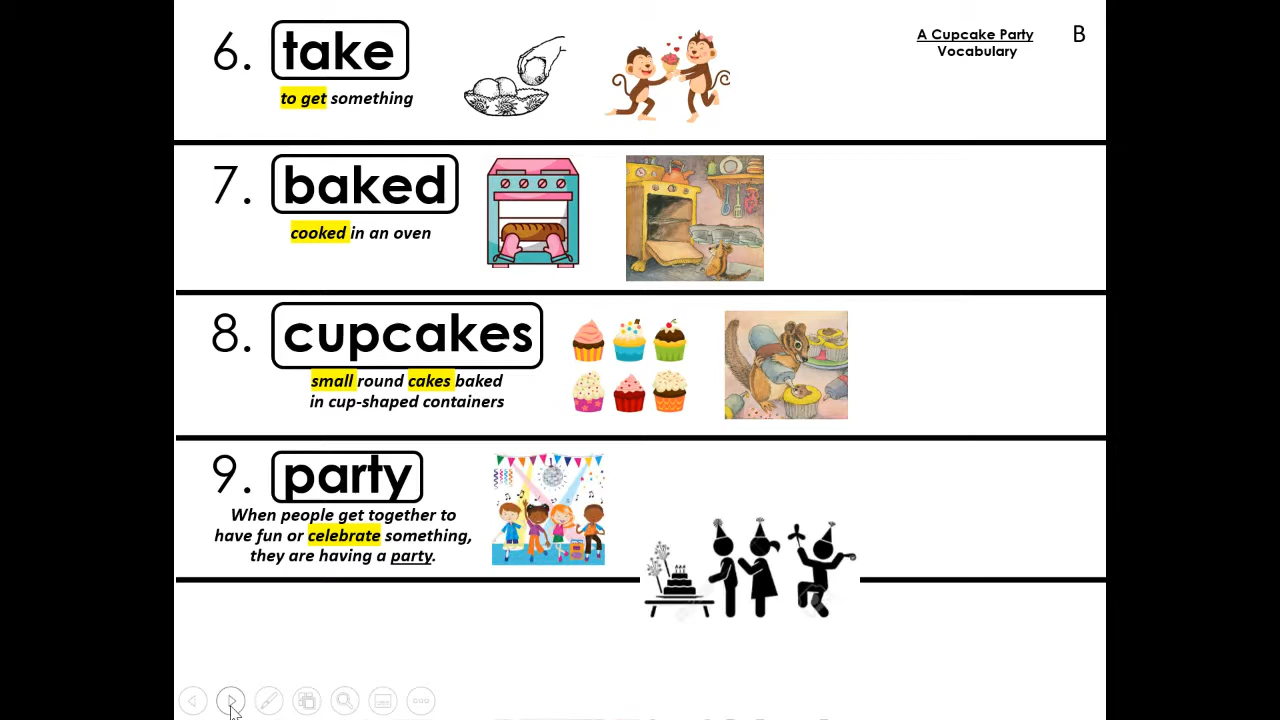 6. take
to get something
A Cupcake Party
Vocabulary
B
7. baked
cooked in an oven
8. cupcakes
small round cakes baked
in cup-shaped containers
9. party
When people get together to
have fun or celebrate something,
they are having a party.